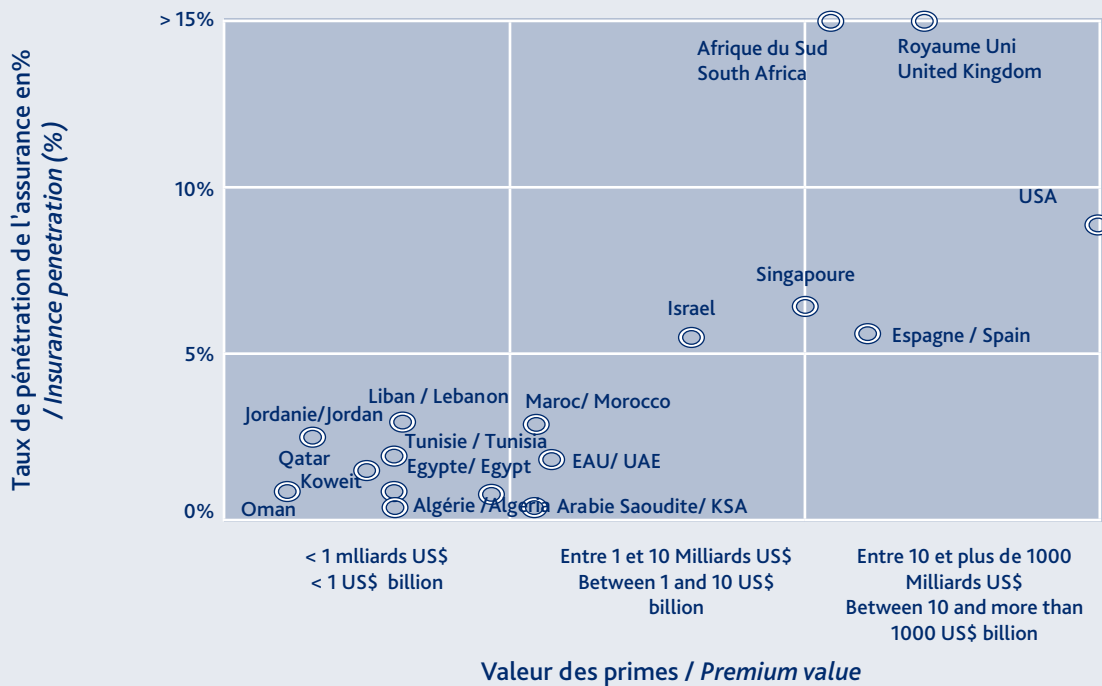 Taux de pénétration de l'assurance en%
/ Insurance penetration (%)
> 15%
10%
5%
0%
Afrique du Sud
South Africa
Royaume Uni
United Kingdom
USA
Singapoure
Israel
Espagne / Spain
Liban / Lebanon
Maroc/ Morocco
Jordanie/Jordan
Tunisie / Tunisia
Qatar
Egypte/ Egypt
EAU/ UAE
Koweit
Oman
Algérie /Algeria
Arabie Saoudite/ KSA
< 1 mlliards US$
< 1 US$ billion
Entre 1 et 10 Milliards US$
Between 1 and 10 US$
billion
Entre 10 et plus de 1000
Milliards US$
Between 10 and more than
1000 US$ billion
Valeur des primes / Premium value